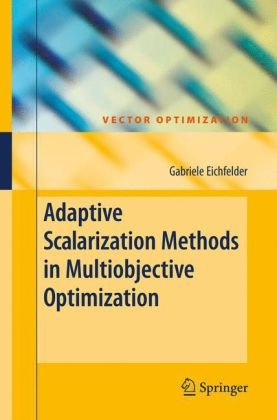 VECTOR OPTIMIZATION
Gabriele Eichfelder
Adaptive
Scalarization Methods
in Multiobjective
Optimization
Springer